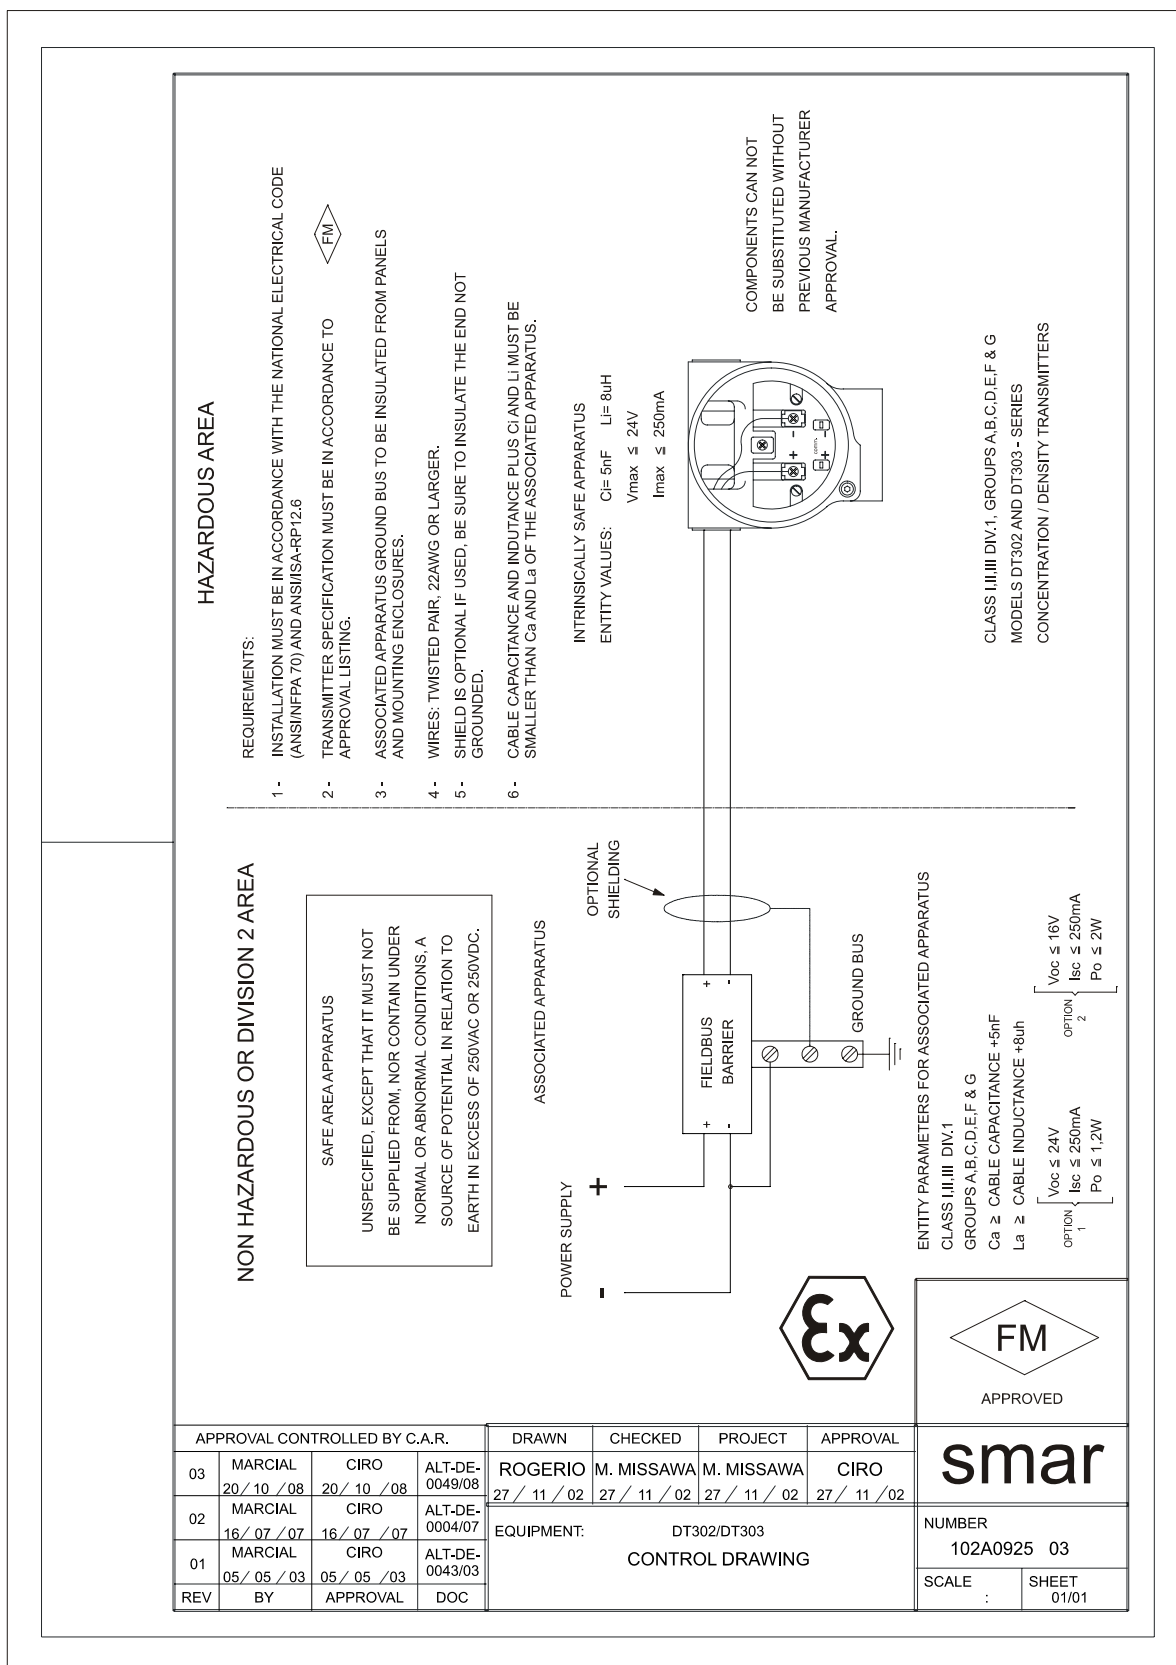 HAZARDOUS AREA
REQUIREMENTS:
1 - INSTALLATION MUST BE IN ACCORDANCE WITH THE NATIONAL ELECTRICAL CODE
(ANSI/NFPA 70) AND ANSI/ISA-RP12.6
2 - TRANSMITTER SPECIFICATION MUST BE IN ACCORDANCE TO
APPROVAL LISTING.
FM
3 - ASSOCIATED APPARATUS GROUND BUS TO BE INSULATED FROM PANELS
AND MOUNTING ENCLOSURES.
4 - WIRES: TWISTED PAIR, 22AWG OR LARGER.
5 - SHIELD IS OPTIONAL IF USED, BE SURE TO INSULATE THE END NOT
GROUNDED.
6 - CABLE CAPACITANCE AND INDUTANCE PLUS Ci AND Li MUST BE
SMALLER THAN Ca AND La OF THE ASSOCIATED APPARATUS.
INTRINSICALLY SAFE APPARATUS
ENTITY VALUES: Ci= 5nF Li= 8uH
Vmax ≤ 24V
Imax ≤ 250mA
COMPONENTS CAN NOT
BE SUBSTITUTED WITHOUT
PREVIOUS MANUFACTURER
APPROVAL.
+ -
comm.
+ -
CLASS I,II,III DIV.1, GROUPS A,B,C,D,E,F & G
MODELS DT302 AND DT303 - SERIES
CONCENTRATION / DENSITY TRANSMITTERS
NON HAZARDOUS OR DIVISION 2 AREA
SAFE AREA APPARATUS
UNSPECIFIED, EXCEPT THAT IT MUST NOT
BE SUPPLIED FROM, NOR CONTAIN UNDER
NORMAL OR ABNORMAL CONDITIONS, A
SOURCE OF POTENTIAL IN RELATION TO
EARTH IN EXCESS OF 250VAC OR 250VDC.
ASSOCIATED APPARATUS
OPTIONAL
SHIELDING
POWER SUPPLY
- +
+ FIELDBUS +
- BARRIER -
GROUND BUS
ENTITY PARAMETERS FOR ASSOCIATED APPARATUS
CLASS I,II,III DIV.1
GROUPS A,B,C,D,E,F & G
Ca ≥ CABLE CAPACITANCE +5nF
La ≥ CABLE INDUCTANCE +8uh
OPTION
1
Voc ≤ 24V
Isc ≤ 250mA
Po ≤ 1,2W
OPTION
2
Voc ≤ 16V
Isc ≤ 250mA
Po ≤ 2W
Ex
FM
APPROVED
APPROVAL CONTROLLED BY C.A.R.
03 MARCIAL CIRO ALT-DE-
20/ 10 /08 20/ 10 /08 0049/08
02 MARCIAL CIRO ALT-DE-
16/ 07 /07 16/ 07 /07 0004/07
01 MARCIAL CIRO ALT-DE-
05/ 05 /03 05/ 05 /03 0043/03
REV BY APPROVAL DOC
DRAWN CHECKED PROJECT APPROVAL
ROGERIO M. MISSAWA M. MISSAWA CIRO
27 / 11 / 02 27 / 11 / 02 27 / 11 / 02 27 / 11 / 02
EQUIPMENT: DT302/DT303
CONTROL DRAWING
smar
NUMBER
102A0925 03
SCALE
:
SHEET
01/01